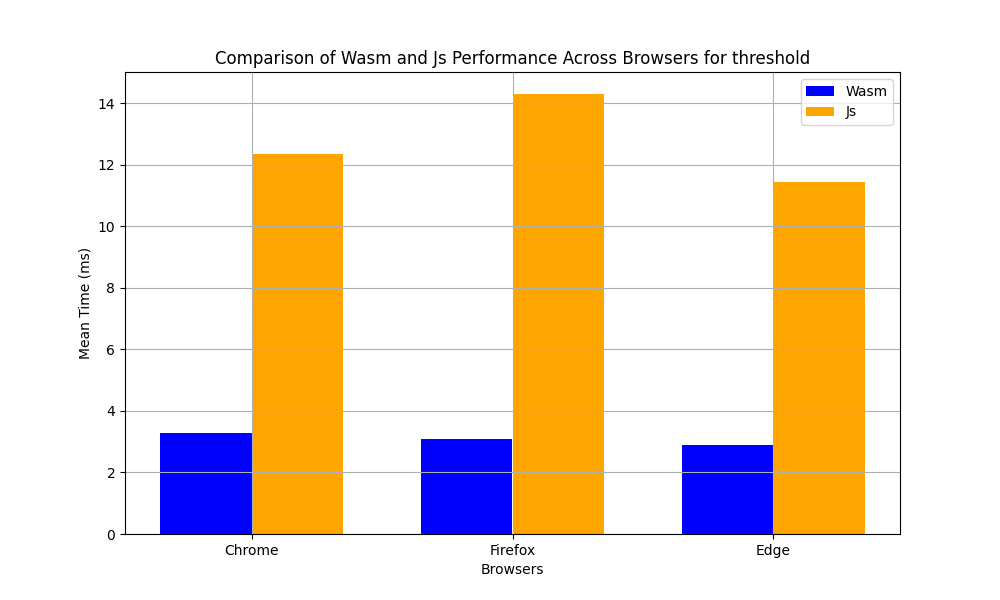 Comparison of Wasm and Js Performance Across Browsers for threshold
Wasm
Js
Mean Time (ms)
14
12
10
8
6
4
2
0
Chrome
Firefox
Edge
Browsers